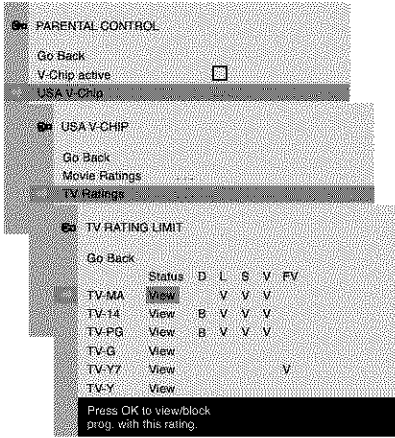 PARENTAL CONTROL
Go Back
V-Chip active
USA V-Chip
USA V-CHIP
Go Back
Movie Ratings ...
TV Ratings
TV RATING LIMIT
Go Back
Status D L S V FV
TV-MA View V V V
TV-14 View B V V V
TV-PG View B V V V
TV-G View
TV-Y7 View V
TV-Y View
Press OK to view/block
prog. with this rating.